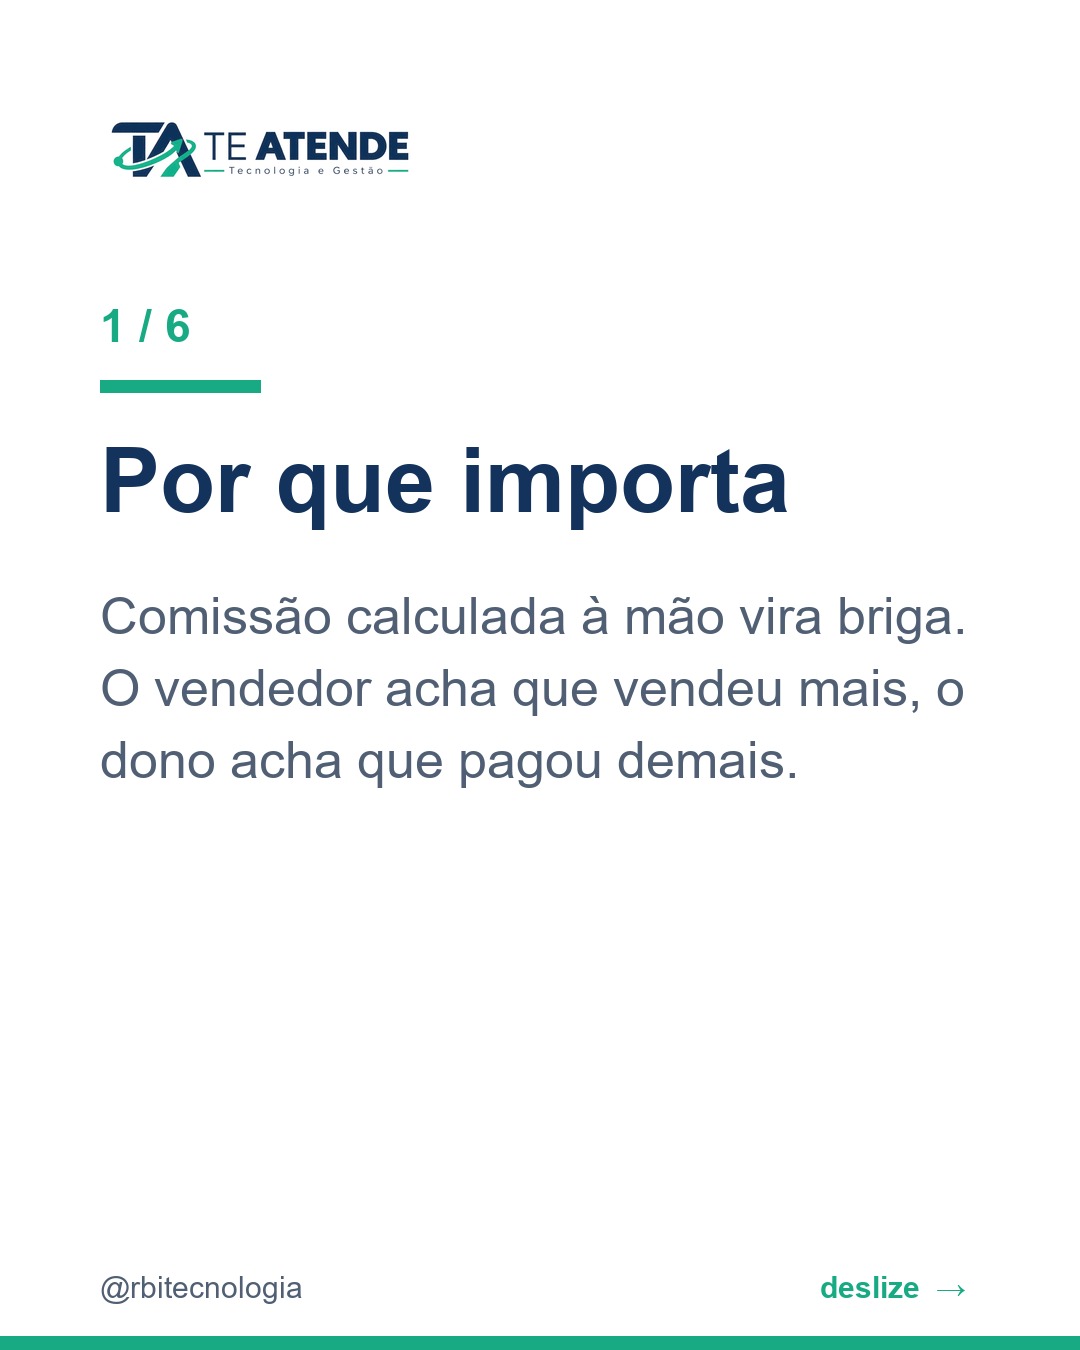 TA TE ATENDE
Tecnologia e Gestão
1 / 6
Por que importa
Comissão calculada à mão vira briga.
O vendedor acha que vendeu mais, o
dono acha que pagou demais.
@rbitecnologia
deslize →